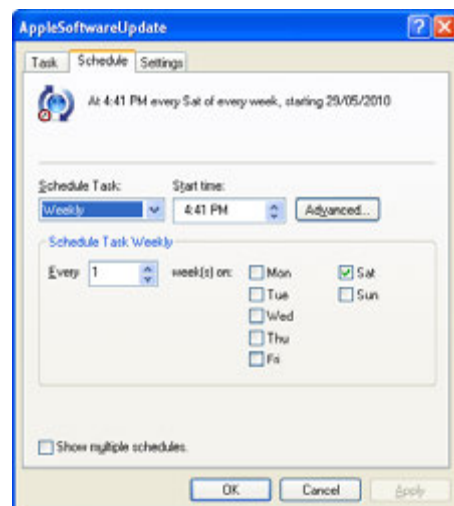 AppleSoftwareUpdate
Task Schedule Settings
At 4:41 PM every Sat of every week, starting 29/05/2010
Schedule Task: Start time:
Weekly 4:41 PM Advanced...
Schedule Task Weekly
Every 1 week(s) on: Mon Sat
Tue Sun
Wed
Thu
Fri
Show multiple schedules.
OK Cancel Apply